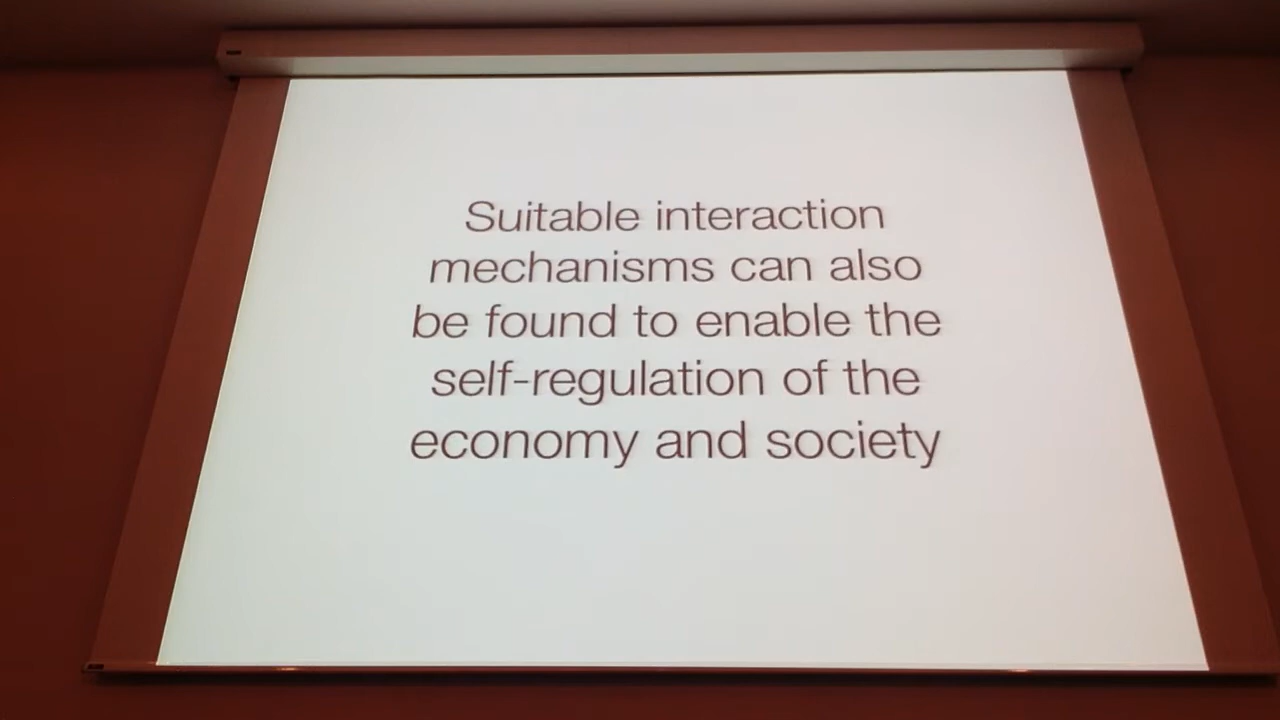 Suitable interaction
mechanisms can also
be found to enable the
self-regulation of the
economy and society